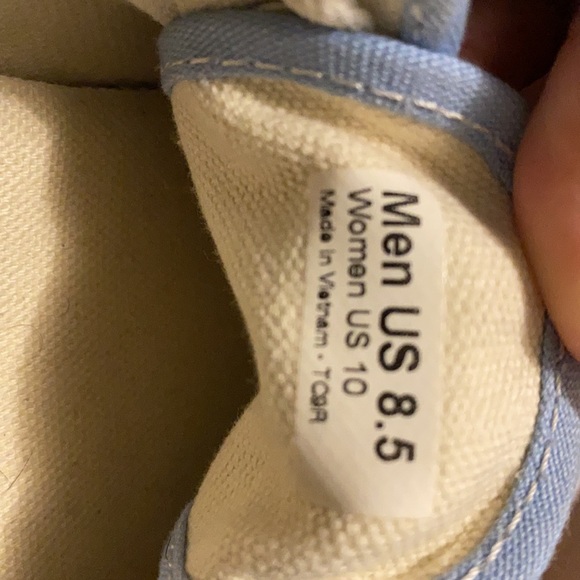 Men US 8.5
Women US 10
Made in Vietnam · TC9R